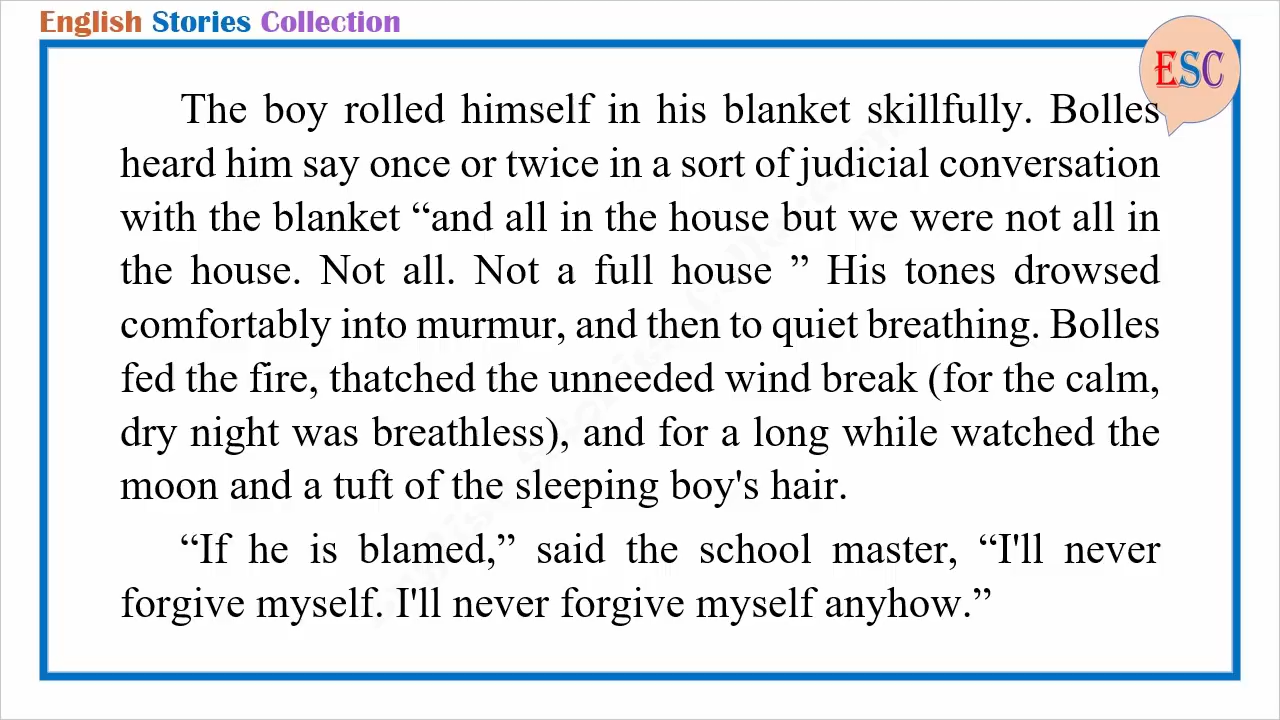 English Stories Collection
ESC
The boy rolled himself in his blanket skillfully. Bolles
heard him say once or twice in a sort of judicial conversation
with the blanket “and all in the house but we were not all in
the house. Not all. Not a full house ” His tones drowsed
comfortably into murmur, and then to quiet breathing. Bolles
fed the fire, thatched the unneeded wind break (for the calm,
dry night was breathless), and for a long while watched the
moon and a tuft of the sleeping boy's hair.
“If he is blamed,” said the school master, “I'll never
forgive myself. I'll never forgive myself anyhow.”